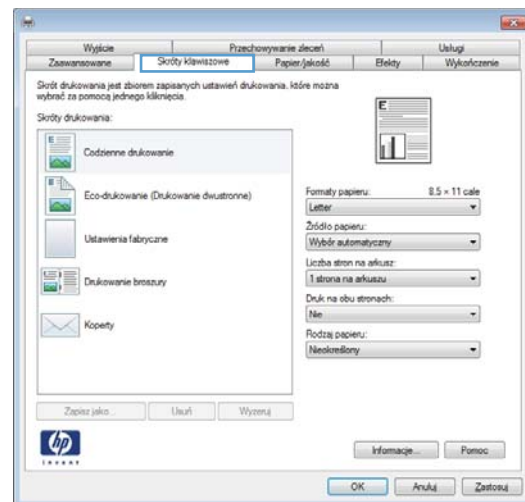 Wyjście
Przechowywanie zleceń
Usługi
Zaawansowane
Skróty klawiszowe
Papier/jakość
Efekty
Wykończenie
Skrót drukowania jest zbiorem zapisanych ustawień drukowania, które można
wybrać za pomocą jednego kliknięcia.
Skróty drukowania:
Codzienne drukowanie
Eco-drukowanie (Drukowanie dwustronne)
Ustawienia fabryczne
Drukowanie broszury
Koperty
E
Formaty papieru:
8,5 × 11 cale
Letter
Źródło papieru:
Wybór automatyczny
Liczba stron na arkusz:
1 strona na arkuszu
Druk na obu stronach:
Nie
Rodzaj papieru:
Nieokreślony
Zapisz jako...
Usuń
Wyzeruj
hp
invent
Informacje...
Pomoc
OK
Anuluj
Zastosuj